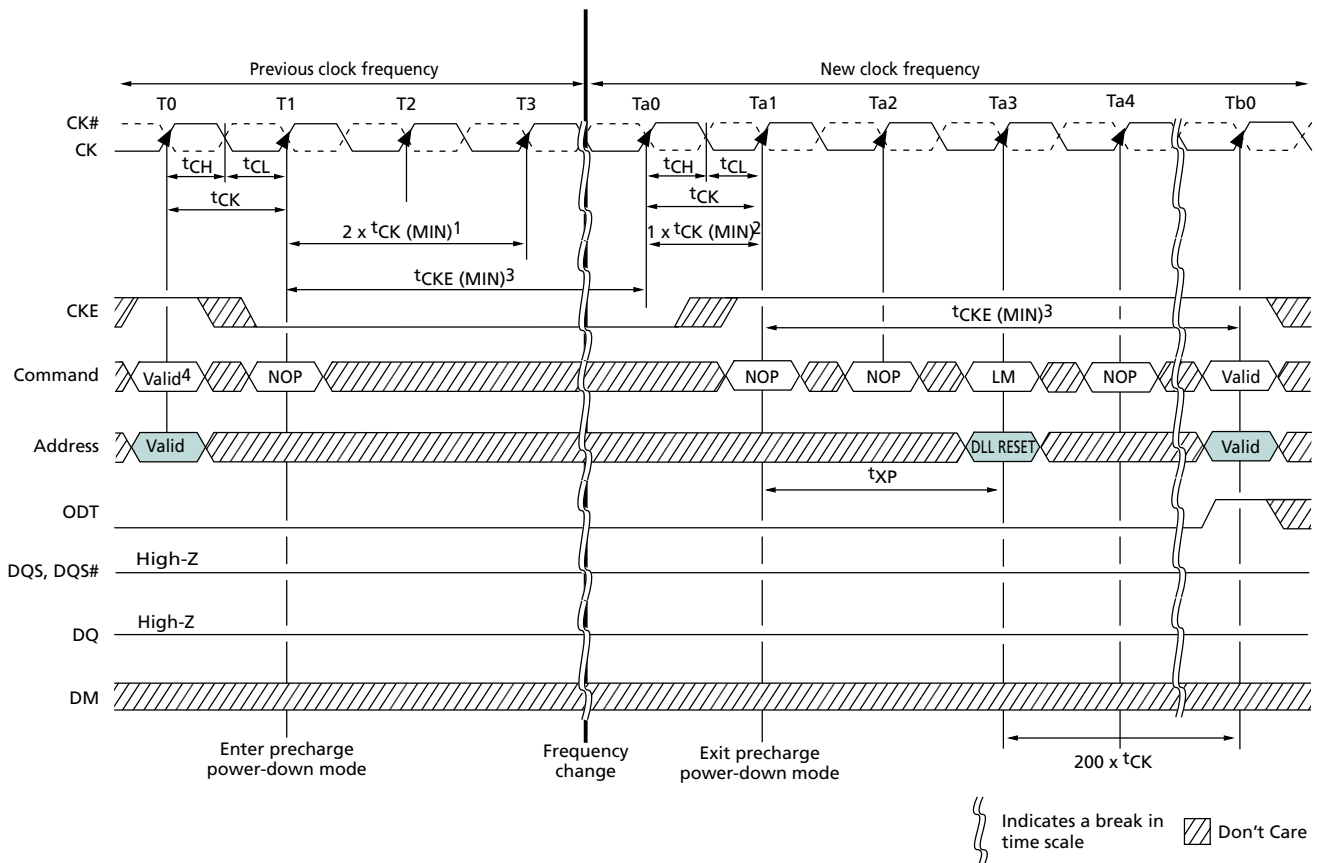 Previous clock frequency New clock frequency
T0 T1 T2 T3 Ta0 Ta1 Ta2 Ta3 Ta4 Tb0
CK#
CK
tCH tCL tCH tCL
tCK tCK
2 x tCK (MIN)1 1 x tCK (MIN)2
tCKE (MIN)3
CKE tCKE (MIN)3
Command Valid4 NOP NOP NOP LM NOP Valid
Address Valid DLL RESET Valid
tXP
ODT
High-Z
DQS, DQS#
High-Z
DQ
DM
Enter precharge
power-down mode
Frequency
change
Exit precharge
power-down mode
200 x tCK
Indicates a break in
time scale
Don't Care